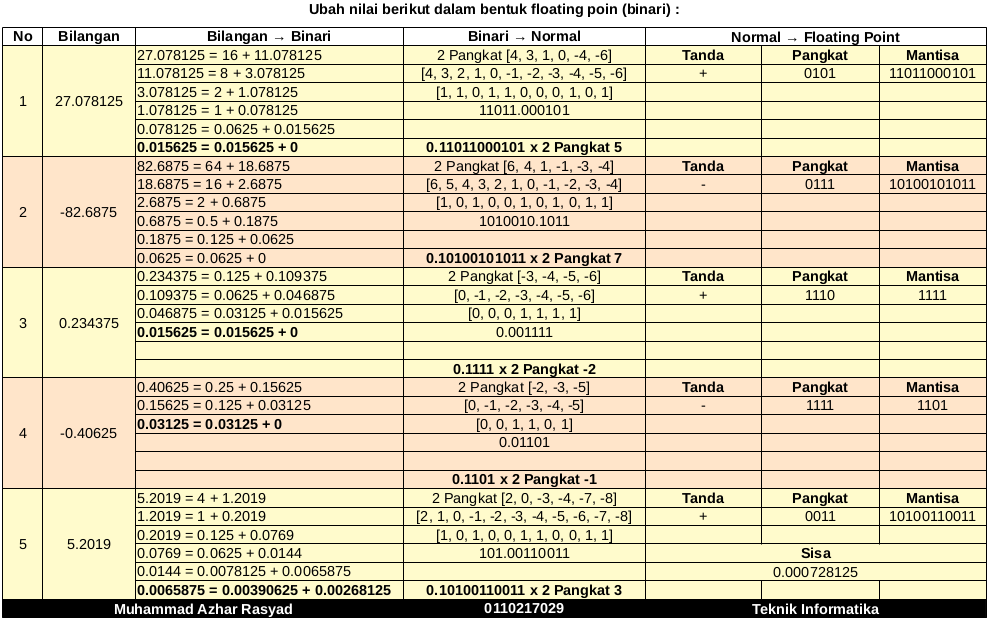 Ubah nilai berikut dalam bentuk floating poin (binari) :
No Bilangan Bilangan → Binari Binari → Normal Normal → Floating Point
27.078125 = 16 + 11.078125 2 Pangkat [4, 3, 1, 0, -4, -6] Tanda Pangkat Mantisa
11.078125 = 8 + 3.078125 [4, 3, 2, 1, 0, -1, -2, -3, -4, -5, -6] + 0101 11011000101
3.078125 = 2 + 1.078125 [1, 1, 0, 1, 1, 0, 0, 0, 1, 0, 1]
1 27.078125
1.078125 = 1 + 0.078125 11011.000101
0.078125 = 0.0625 + 0.015625
0.015625 = 0.015625 + 0 0.11011000101 x 2 Pangkat 5
82.6875 = 64 + 18.6875 2 Pangkat [6, 4, 1, -1, -3, -4] Tanda Pangkat Mantisa
18.6875 = 16 + 2.6875 [6, 5, 4, 3, 2, 1, 0, -1, -2, -3, -4] - 0111 10100101011
2.6875 = 2 + 0.6875 [1, 0, 1, 0, 0, 1, 0, 1, 0, 1, 1]
2 -82.6875
0.6875 = 0.5 + 0.1875 1010010.1011
0.1875 = 0.125 + 0.0625
0.0625 = 0.0625 + 0 0.10100101011 x 2 Pangkat 7
0.234375 = 0.125 + 0.109375 2 Pangkat [-3, -4, -5, -6] Tanda Pangkat Mantisa
0.109375 = 0.0625 + 0.046875 [0, -1, -2, -3, -4, -5, -6] + 1110 1111
0.046875 = 0.03125 + 0.015625 [0, 0, 0, 1, 1, 1, 1]
3 0.234375
0.015625 = 0.015625 + 0 0.001111
0.1111 x 2 Pangkat -2
0.40625 = 0.25 + 0.15625 2 Pangkat [-2, -3, -5] Tanda Pangkat Mantisa
0.15625 = 0.125 + 0.03125 [0, -1, -2, -3, -4, -5] - 1111 1101
0.03125 = 0.03125 + 0 [0, 0, 1, 1, 0, 1]
4 -0.40625
0.01101
0.1101 x 2 Pangkat -1
5.2019 = 4 + 1.2019 2 Pangkat [2, 0, -3, -4, -7, -8] Tanda Pangkat Mantisa
1.2019 = 1 + 0.2019 [2, 1, 0, -1, -2, -3, -4, -5, -6, -7, -8] + 0011 10100110011
0.2019 = 0.125 + 0.0769 [1, 0, 1, 0, 0, 1, 1, 0, 0, 1, 1]
5 5.2019
0.0769 = 0.0625 + 0.0144 101.00110011 Sisa
0.0144 = 0.0078125 + 0.0065875 0.000728125
0.0065875 = 0.00390625 + 0.00268125 0.10100110011 x 2 Pangkat 3
Muhammad Azhar Rasyad 0110217029 Teknik Informatika